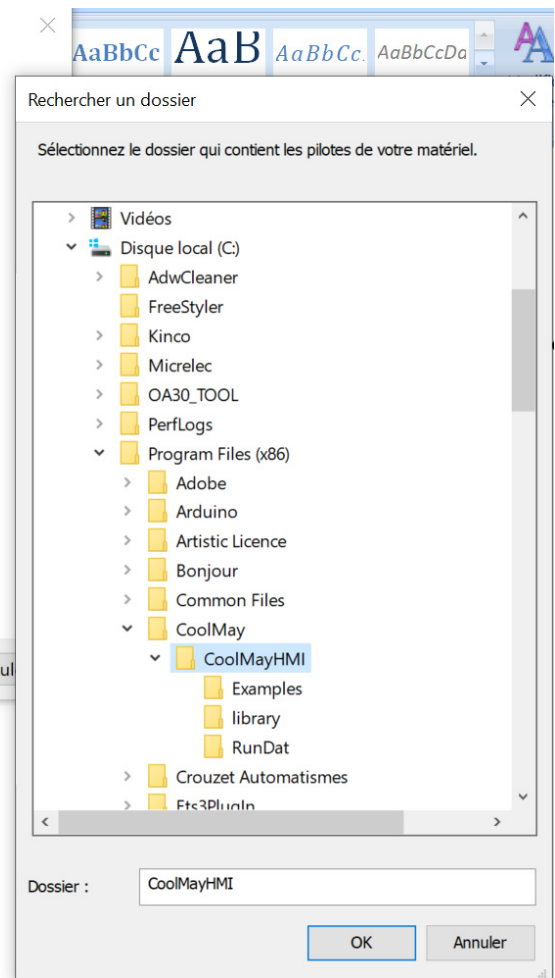 AaBbCc AaB AaBbCc. AaBbCcDd
Rechercher un dossier
Sélectionnez le dossier qui contient les pilotes de votre matériel.
Vidéos
Disque local (C:)
AdwCleaner
FreeStyler
Kinco
Micrelec
OA30_TOOL
PerfLogs
Program Files (x86)
Adobe
Arduino
Artistic Licence
Bonjour
Common Files
CoolMay
CoolMayHMI
Examples
library
RunDat
Crouzet Automatismes
Ets3PlugIn
Dossier :
CoolMayHMI
OK
Annuler